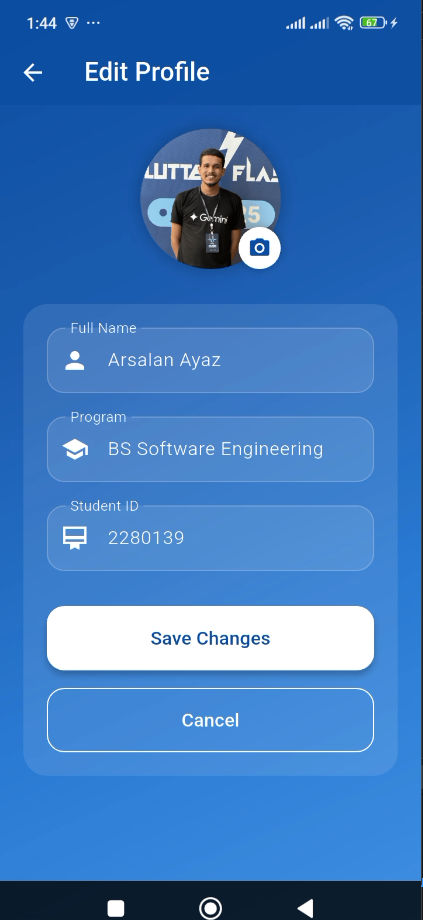 1:44
67
Edit Profile
LUTTE FLA
Gemini
25
Full Name
Arsalan Ayaz
Program
BS Software Engineering
Student ID
2280139
Save Changes
Cancel